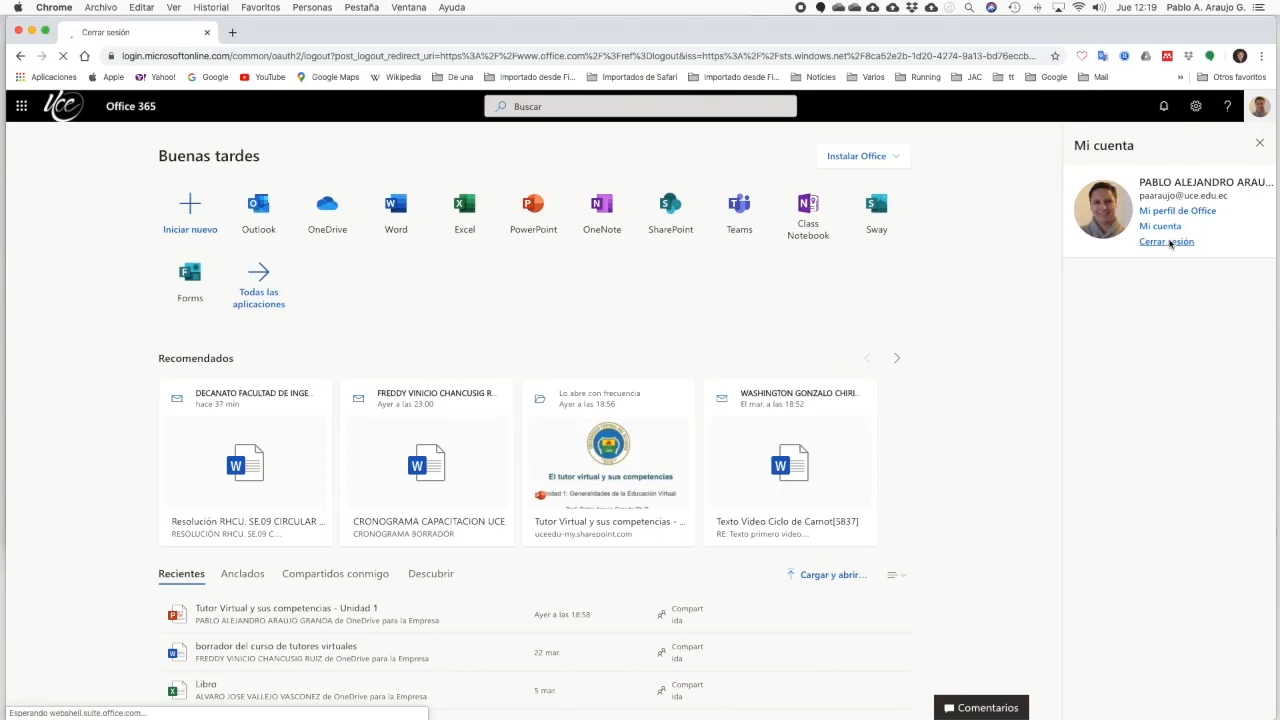 Chrome Archivo Editar Ver Historial Favoritos Personas Pestaña Ventana Ayuda Jue 12:19 Pablo A. Araujo G.
Cerrar sesión
login.microsoftonline.com/common/oauth2/logout?post_logout_redirect_uri=https%3A%2F%2Fwww.office.com%2F%3Fref%3Dlogout&iss=https%3A%2F%2Fsts.windows.net%2F8ca52e2b-1d20-4274-9a13-bd76eccb...
Aplicaciones Apple Yahoo! Google YouTube Google Maps Wikipedia De una Importado desde Fi... Importados de Safari Importado desde Fi... Noticies Varios Running JAC tt Google Mail » Otros favoritos
uce Office 365 Buscar
Buenas tardes
Instalar Office
Mi cuenta
PABLO ALEJANDRO ARAU...
paaraujo@uce.edu.ec
Mi perfil de Office
Mi cuenta
Cerrar sesión
Iniciar nuevo Outlook OneDrive Word Excel PowerPoint OneNote SharePoint Teams Class Notebook Sway
Forms Todas las aplicaciones
Recomendados
DECANATO FACULTAD DE INGE...
hace 37 min
Resolución RHCU. SE.09 CIRCULAR ...
RESOLUCIÓN RHCU. SE.09 C...
FREDDY VINICIO CHANCUSIG R...
Ayer a las 23:00
CRONOGRAMA CAPACITACION UCE
CRONOGRAMA BORRADOR
Lo abre con frecuencia
Ayer a las 18:56
El tutor virtual y sus competencias
Unidad 1: Generalidades de la Educación Virtual
Tutor Virtual y sus competencias - ...
uceedu-my.sharepoint.com
WASHINGTON GONZALO CHIRI...
El mar. a las 18:52
Texto Video Ciclo de Carnot[5837]
RE: Texto primero video...
Recientes Anclados Compartidos conmigo Descubrir Cargar y abrir...
Tutor Virtual y sus competencias - Unidad 1
PABLO ALEJANDRO ARAUJO GRANDA de OneDrive para la Empresa
Ayer a las 18:58
Compart
ida
borrador del curso de tutores virtuales
FREDDY VINICIO CHANCUSIG RUIZ de OneDrive para la Empresa
22 mar.
Compart
ida
Libro
ALVARO JOSE VALLEJO VASCONEZ de OneDrive para la Empresa
5 mar.
Compart
ida
Comentarios
Esperando webshell.suite.office.com...